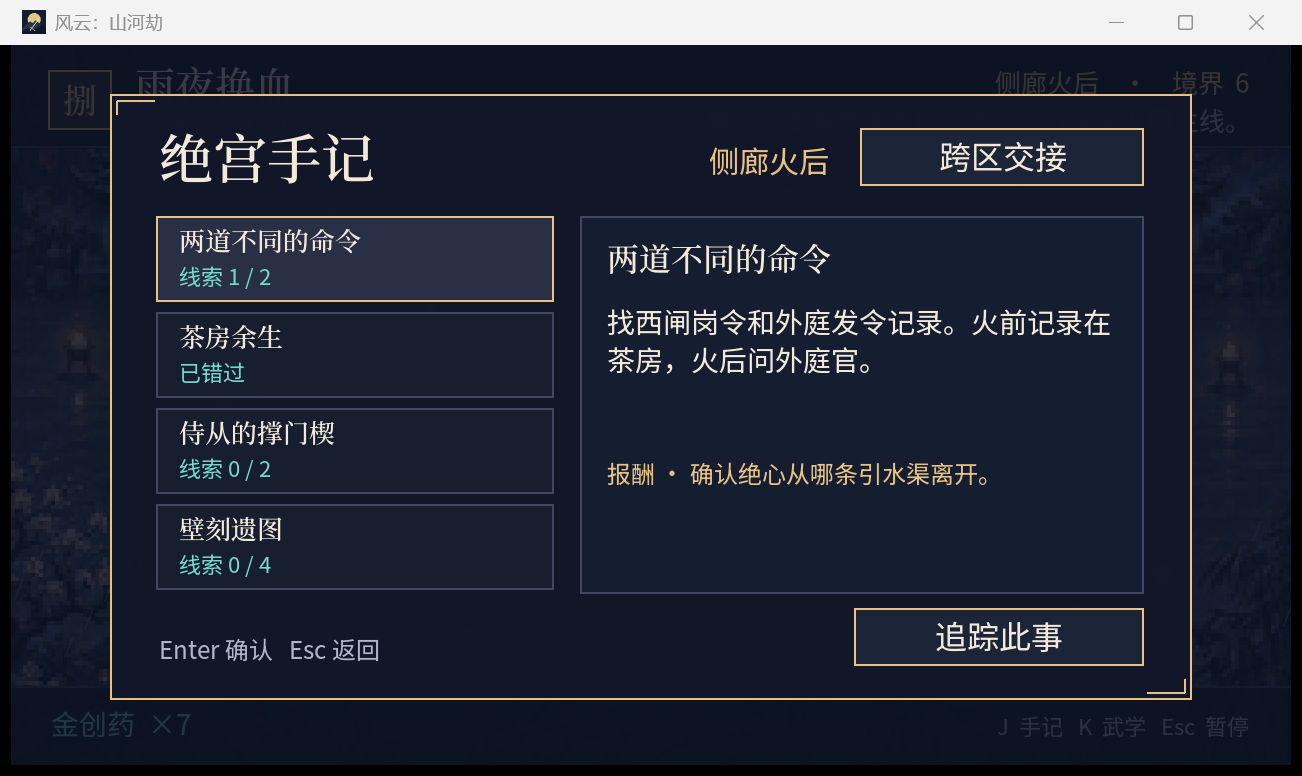 风云：山河劫
捌
雨夜换血
侧廊火后 · 境界 6
主线。
绝宫手记
侧廊火后
跨区交接
两道不同的命令
线索 1 / 2
茶房余生
已错过
侍从的撑门楔
线索 0 / 2
壁刻遗图
线索 0 / 4
两道不同的命令
找西闸岗令和外庭发令记录。火前记录在
茶房，火后问外庭官。
报酬 · 确认绝心从哪条引水渠离开。
追踪此事
Enter 确认 Esc 返回
金创药 ×7
J 手记 K 武学 Esc 暂停